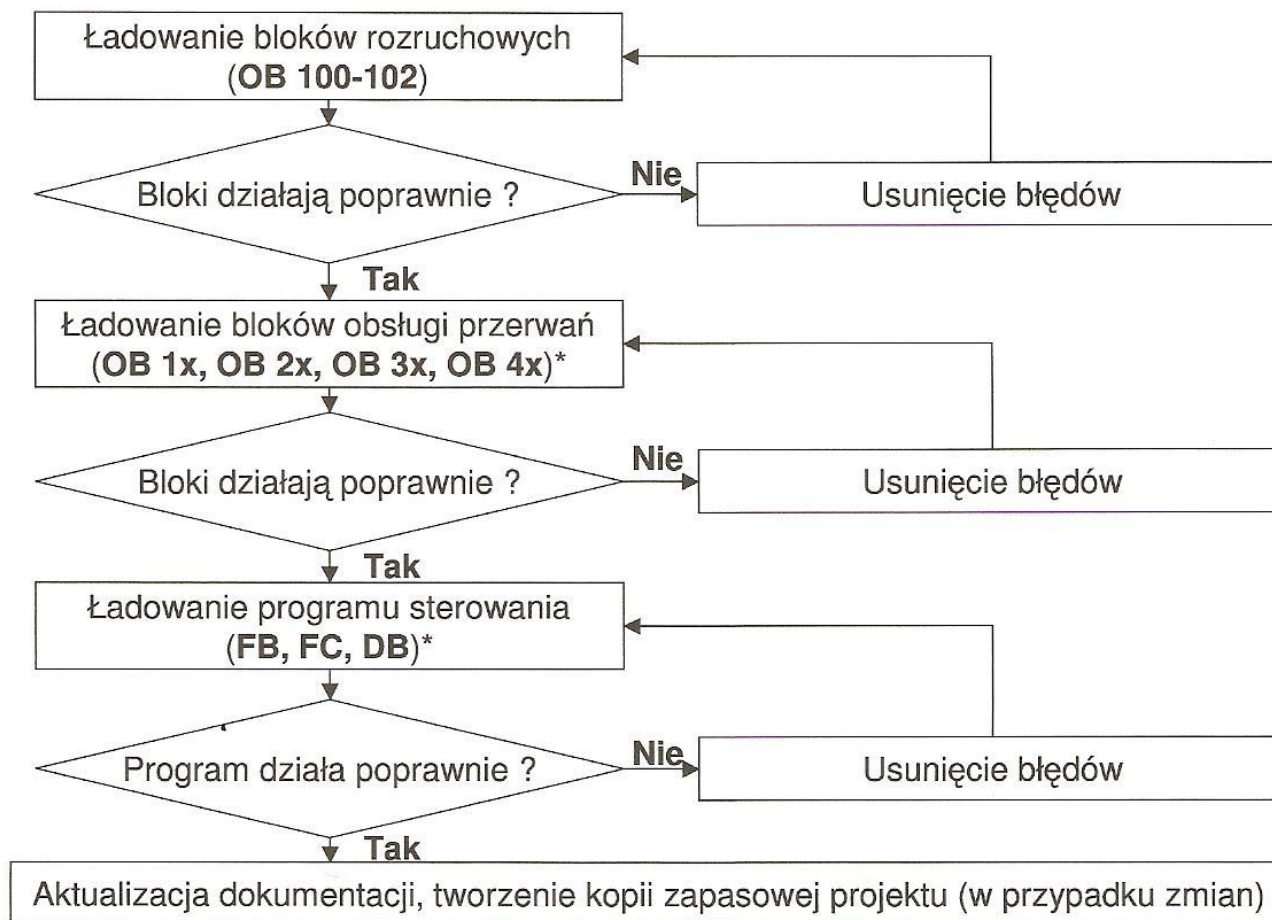 Ładowanie bloków rozruchowych
(OB 100-102)
Bloki działają poprawnie ?
Nie
Usunięcie błędów
Tak
Ładowanie bloków obsługi przerwań
(OB 1x, OB 2x, OB 3x, OB 4x)*
Bloki działają poprawnie ?
Nie
Usunięcie błędów
Tak
Ładowanie programu sterowania
(FB, FC, DB)*
Program działa poprawnie ?
Nie
Usunięcie błędów
Tak
Aktualizacja dokumentacji, tworzenie kopii zapasowej projektu (w przypadku zmian)